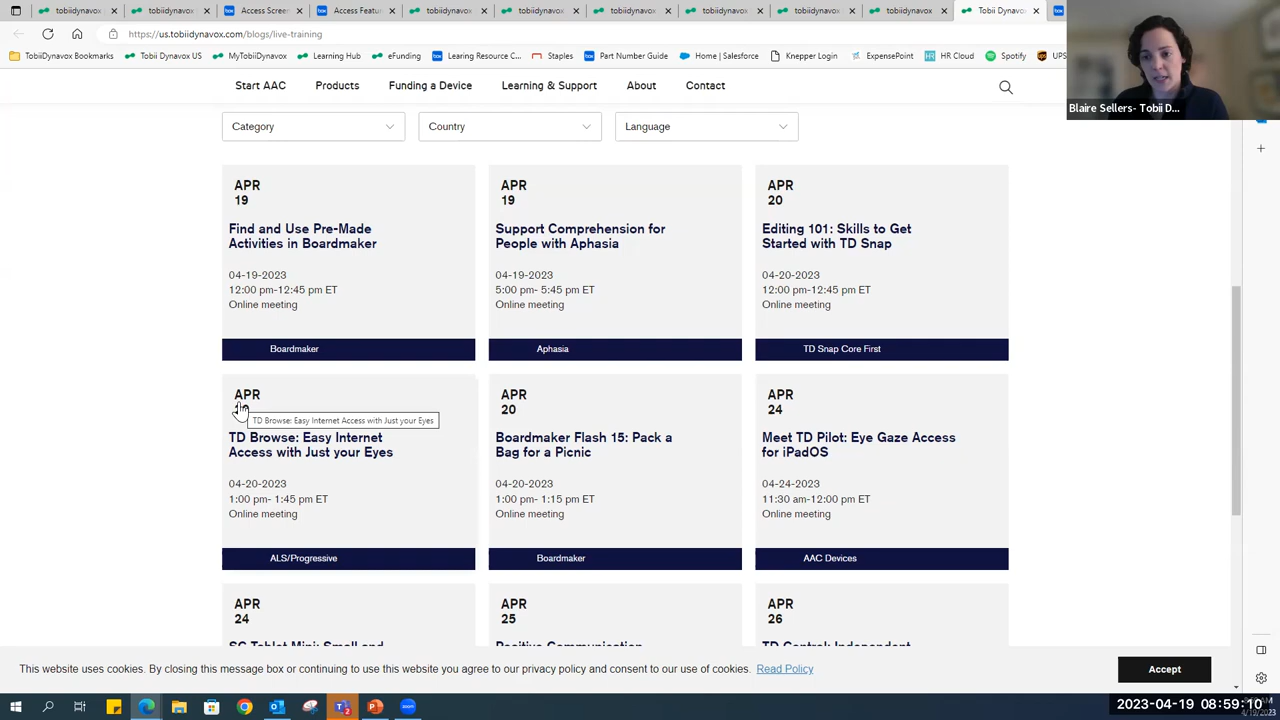 tobiidynavox
tobiidynavox
Access Screen
Access Featur
tobiidynavox
tobiidynavox
tobiidynavox
tobiidynavox
tobiidynavox
tobiidynavox
Tobii Dynavox
https://us.tobiidynavox.com/blogs/live-training
TobiiDynavox Bookmarks
Tobii Dynavox US
MyTobiiDynavox
Learning Hub
eFunding
Learing Resource C...
Staples
Part Number Guide
Home | Salesforce
Knepper Login
ExpensePoint
HR Cloud
Spotify
UPS
Blaire Sellers- Tobii D...
Start AAC
Products
Funding a Device
Learning & Support
About
Contact
Category
Country
Language
APR
19
Find and Use Pre-Made
Activities in Boardmaker
04-19-2023
12:00 pm-12:45 pm ET
Online meeting
Boardmaker
APR
19
Support Comprehension for
People with Aphasia
04-19-2023
5:00 pm- 5:45 pm ET
Online meeting
Aphasia
APR
20
Editing 101: Skills to Get
Started with TD Snap
04-20-2023
12:00 pm-12:45 pm ET
Online meeting
TD Snap Core First
APR
TD Browse: Easy Internet Access with Just your Eyes
TD Browse: Easy Internet
Access with Just your Eyes
04-20-2023
1:00 pm- 1:45 pm ET
Online meeting
ALS/Progressive
APR
20
Boardmaker Flash 15: Pack a
Bag for a Picnic
04-20-2023
1:00 pm- 1:15 pm ET
Online meeting
Boardmaker
APR
24
Meet TD Pilot: Eye Gaze Access
for iPadOS
04-24-2023
11:30 am-12:00 pm ET
Online meeting
AAC Devices
APR
24
SC Tablet Mini: Small and
APR
25
Positive Communication
APR
26
TD Control: Independent
This website uses cookies. By closing this message box or continuing to use this website you agree to our privacy policy and consent to our use of cookies. Read Policy
Accept
2023-04-19 08:59:10